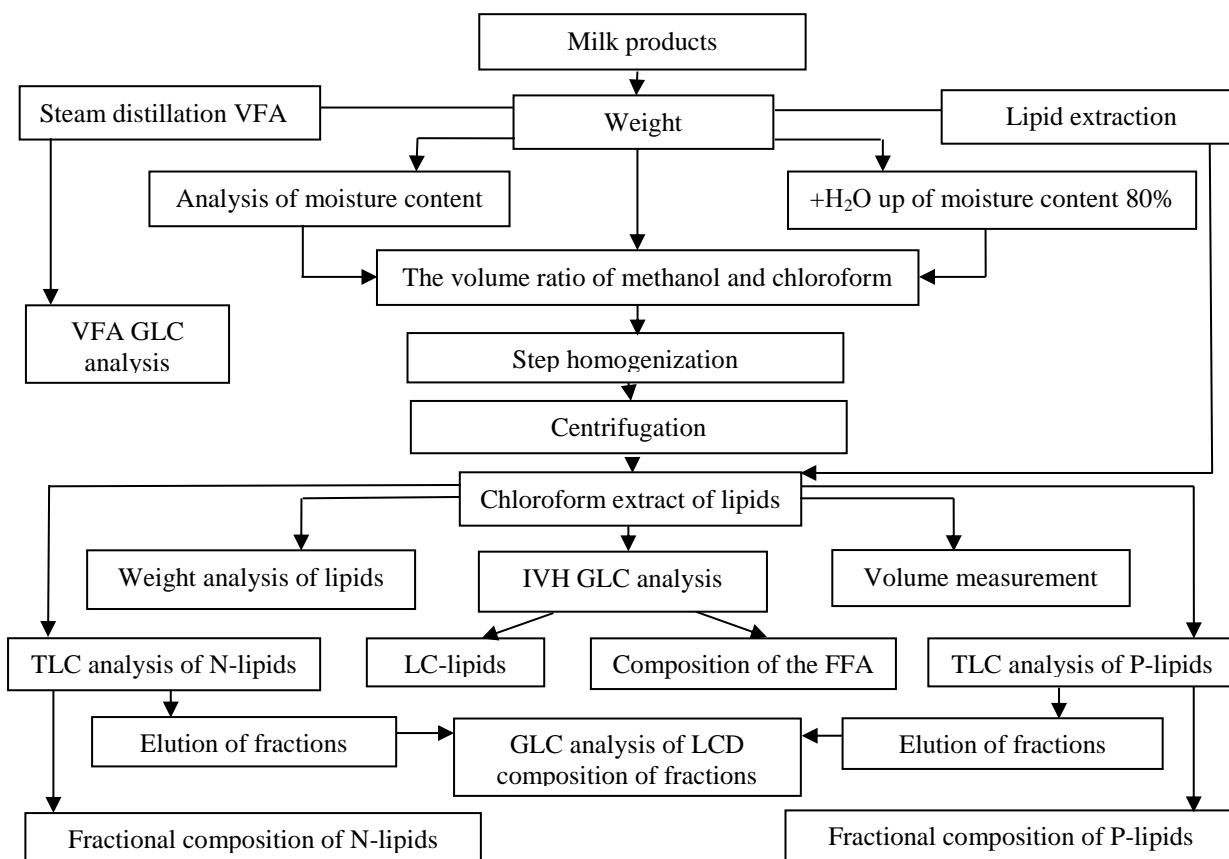 Milk products
Steam distillation VFA
Weight
Lipid extraction
Analysis of moisture content
+H₂O up of moisture content 80%
The volume ratio of methanol and chloroform
VFA GLC
analysis
Step homogenization
Centrifugation
Chloroform extract of lipids
Weight analysis of lipids
IVH GLC analysis
Volume measurement
TLC analysis of N-lipids
LC-lipids
Composition of the FFA
TLC analysis of P-lipids
Elution of fractions
GLC analysis of LCD
composition of fractions
Elution of fractions
Fractional composition of N-lipids
Fractional composition of P-lipids